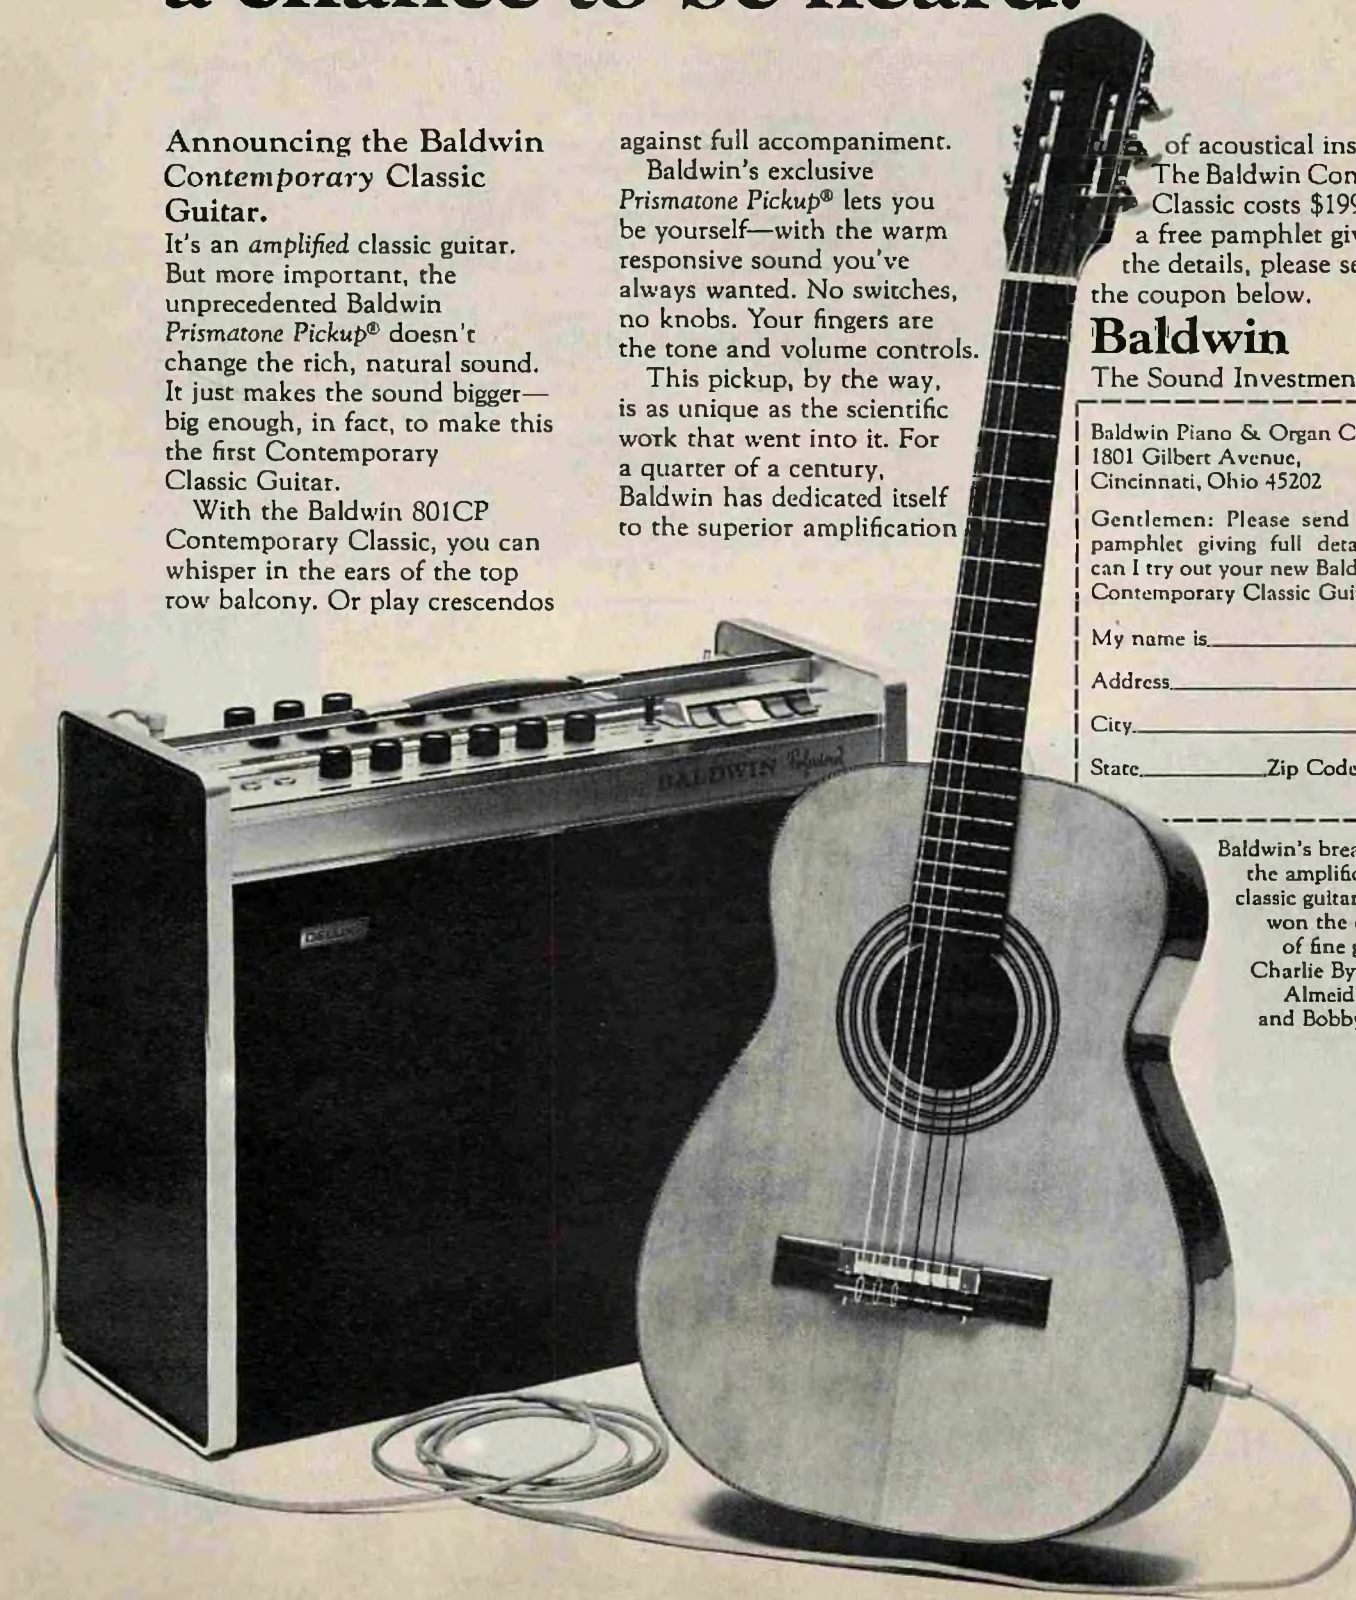 a chance to be heard.
Announcing the Baldwin
Contemporary Classic
Guitar.
It's an amplified classic guitar.
But more important, the
unprecedented Baldwin
Prismatone Pickup® doesn't
change the rich, natural sound.
It just makes the sound bigger—
big enough, in fact, to make this
the first Contemporary
Classic Guitar.
With the Baldwin 801CP
Contemporary Classic, you can
whisper in the ears of the top
row balcony. Or play crescendos
against full accompaniment.
Baldwin's exclusive
Prismatone Pickup® lets you
be yourself—with the warm
responsive sound you've
always wanted. No switches,
no knobs. Your fingers are
the tone and volume controls.
This pickup, by the way,
is as unique as the scientific
work that went into it. For
a quarter of a century,
Baldwin has dedicated itself
to the superior amplification
of acoustical ins
The Baldwin Con
Classic costs $199
a free pamphlet giv
the details, please se
the coupon below.
Baldwin
The Sound Investmen
Baldwin Piano & Organ C
1801 Gilbert Avenue,
Cincinnati, Ohio 45202
Gentlemen: Please send
pamphlet giving full deta
can I try out your new Bald
Contemporary Classic Gui
My name is
Address
City
State Zip Code
Baldwin's brea
the amplific
classic guitar
won the
of fine g
Charlie By
Almeid
and Bobby
BALDWIN Professional
DELUXE